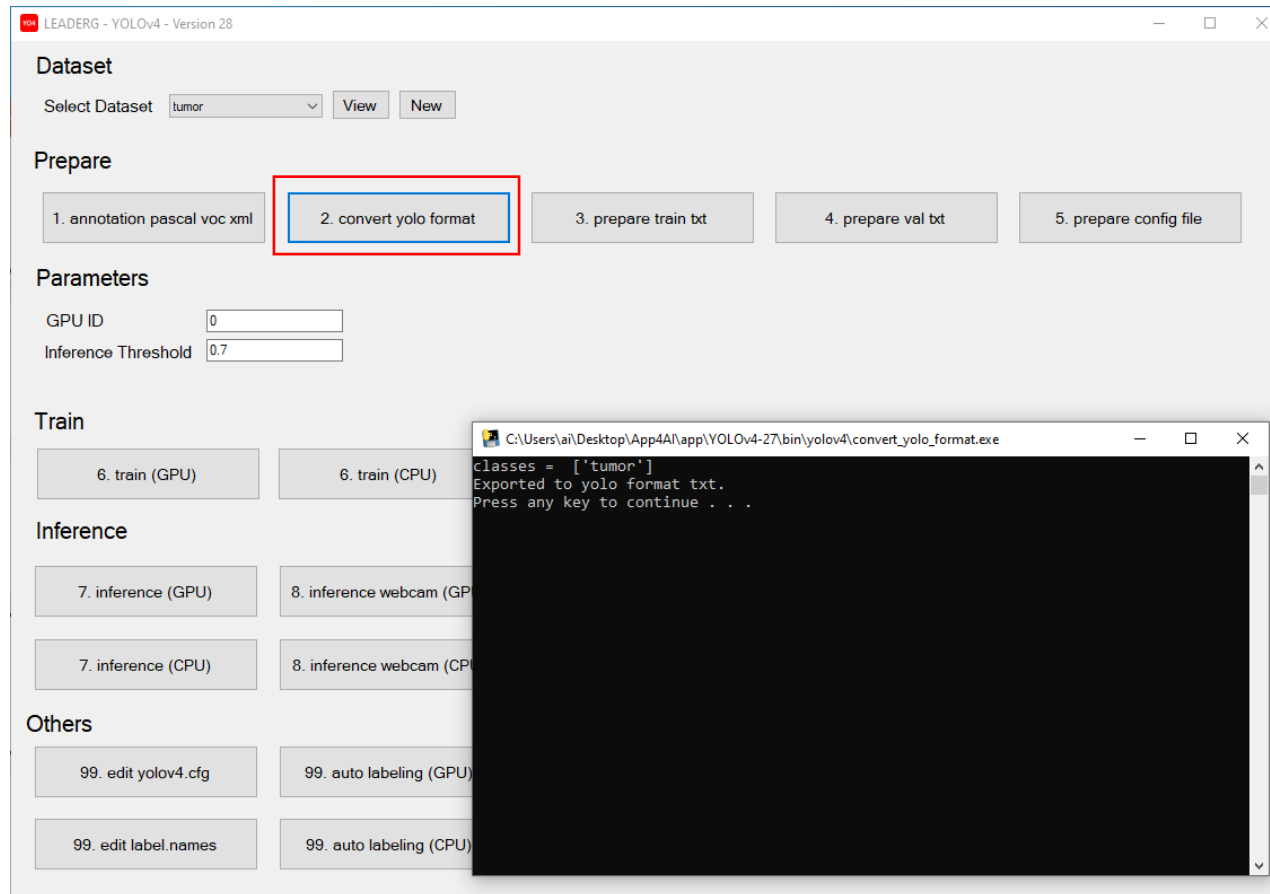 YO4 LEADERG - YOLOv4 - Version 28
Dataset
Select Dataset tumor View New
Prepare
1. annotation pascal voc xml 2. convert yolo format 3. prepare train txt 4. prepare val txt 5. prepare config file
Parameters
GPU ID 0
Inference Threshold 0.7
Train
6. train (GPU) 6. train (CPU)
C:\Users\ai\Desktop\App4AI\app\YOLOv4-27\bin\yolov4\convert_yolo_format.exe
classes =  ['tumor']
Exported to yolo format txt.
Press any key to continue . . .
Inference
7. inference (GPU) 8. inference webcam (GP
7. inference (CPU) 8. inference webcam (CP
Others
99. edit yolov4.cfg 99. auto labeling (GPU)
99. edit label.names 99. auto labeling (CPU)